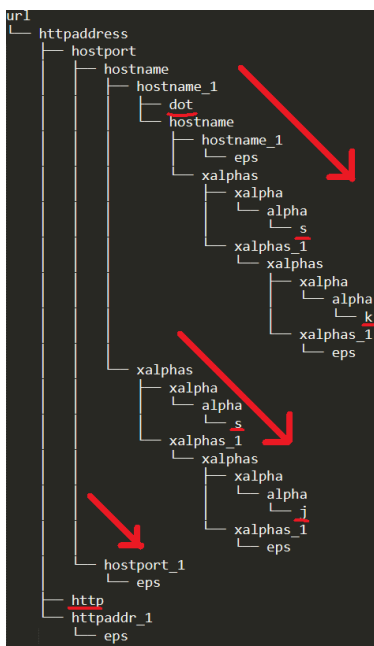 url
└── httpaddress
    ├── hostport
    │   ├── hostname
    │   │   ├── hostname_1
    │   │   │   ├── dot
    │   │   │   └── hostname
    │   │   │       ├── hostname_1
    │   │   │       │   └── eps
    │   │   │       └── xalphas
    │   │   │           ├── xalpha
    │   │   │           │   └── alpha
    │   │   │           │       └── s
    │   │   │           └── xalphas_1
    │   │   │               └── xalphas
    │   │   │                   ├── xalpha
    │   │   │                   │   └── alpha
    │   │   │                   │       └── k
    │   │   │                   └── xalphas_1
    │   │   │                       └── eps
    │   │   └── xalphas
    │   │       ├── xalpha
    │   │       │   └── alpha
    │   │       │       └── s
    │   │       └── xalphas_1
    │   │           └── xalphas
    │   │               ├── xalpha
    │   │               │   └── alpha
    │   │               │       └── j
    │   │               └── xalphas_1
    │   │                   └── eps
    │   └── hostport_1
    │       └── eps
    ├── http
    └── httpaddr_1
        └── eps